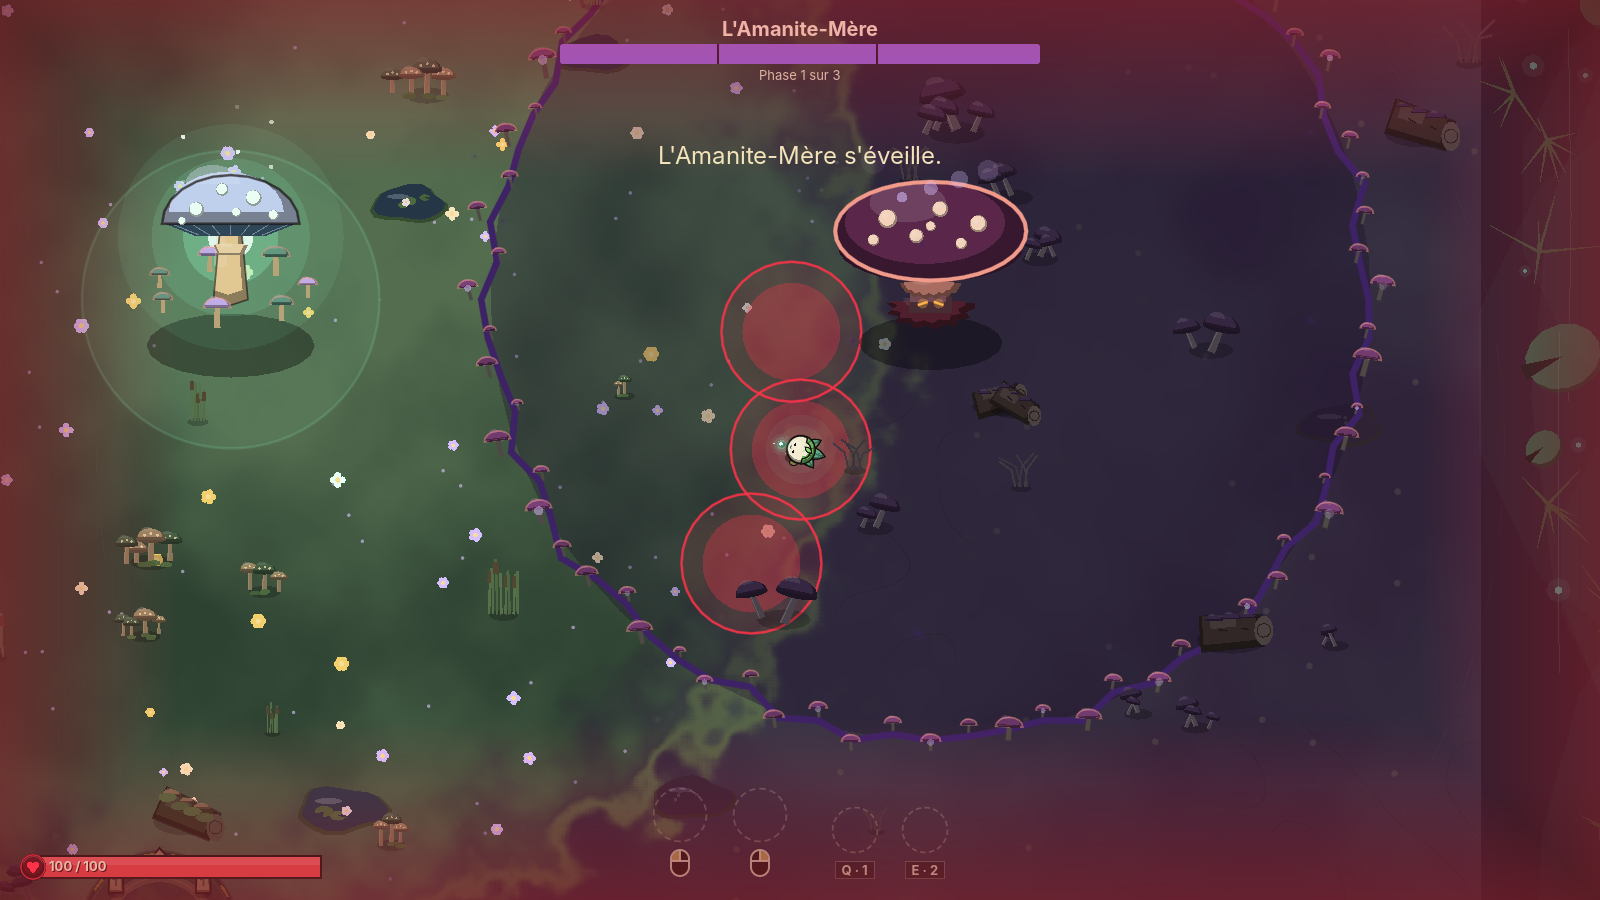 L'Amanite-Mère
Phase 1 sur 3
L'Amanite-Mère s'éveille.
100 / 100
Q · 1
E · 2